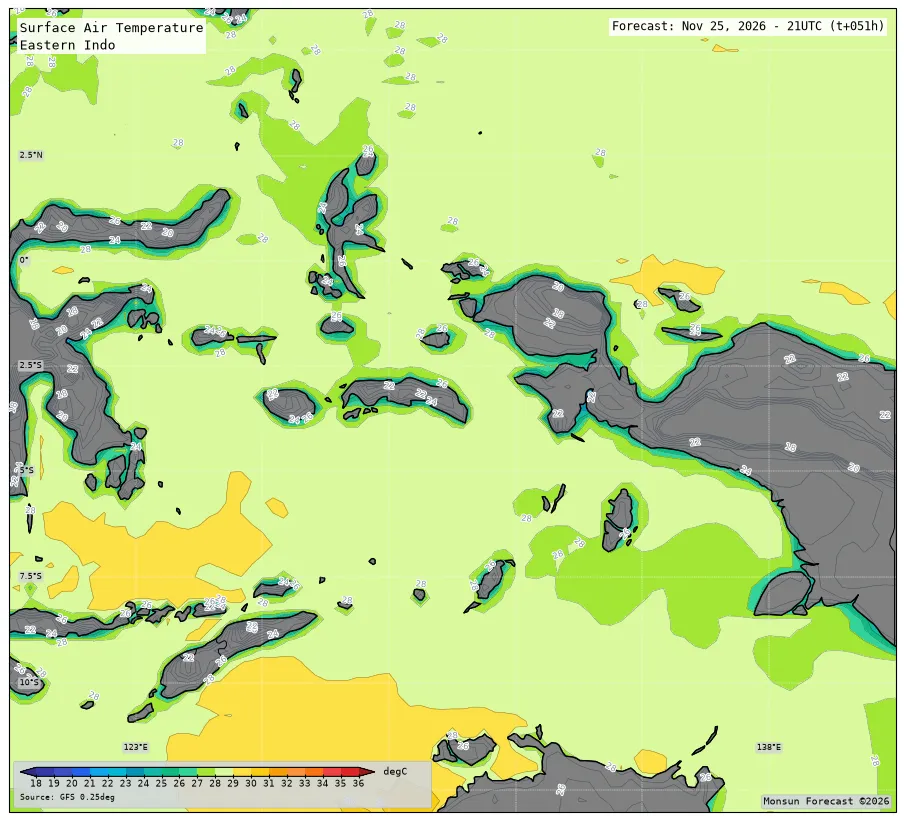 Surface Air Temperature
Eastern Indo
Forecast: Nov 25, 2026 - 21UTC (t+051h)
2.5°N
0°
2.5°S
5°S
7.5°S
10°S
123°E
138°E
degC
18 19 20 21 22 23 24 25 26 27 28 29 30 31 32 33 34 35 36
Source: GFS 0.25deg
Monsun Forecast ©2026